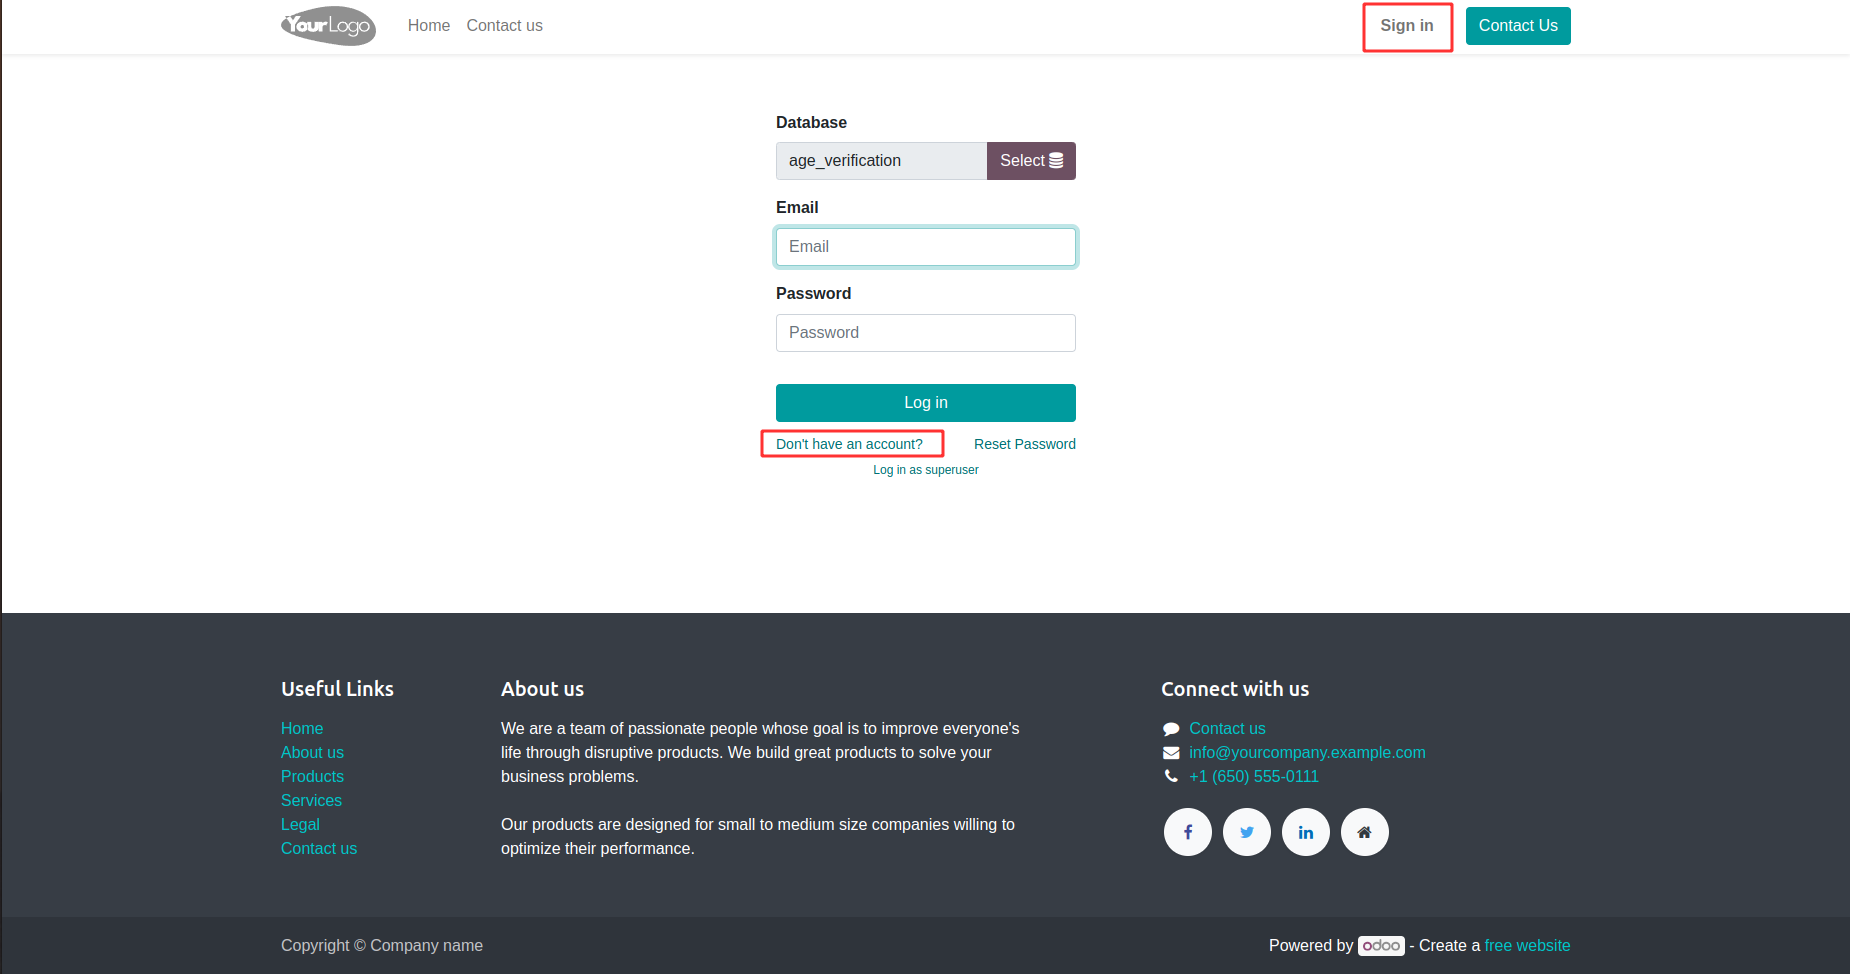 YourLogo Home Contact us Sign in Contact Us
Database
age_verification Select
Email
Email
Password
Password
Log in
Don't have an account? Reset Password
Log in as superuser
Useful Links
Home
About us
Products
Services
Legal
Contact us
About us
We are a team of passionate people whose goal is to improve everyone's
life through disruptive products. We build great products to solve your
business problems.
Our products are designed for small to medium size companies willing to
optimize their performance.
Connect with us
Contact us
info@yourcompany.example.com
+1 (650) 555-0111
Copyright © Company name
Powered by odoo - Create a free website